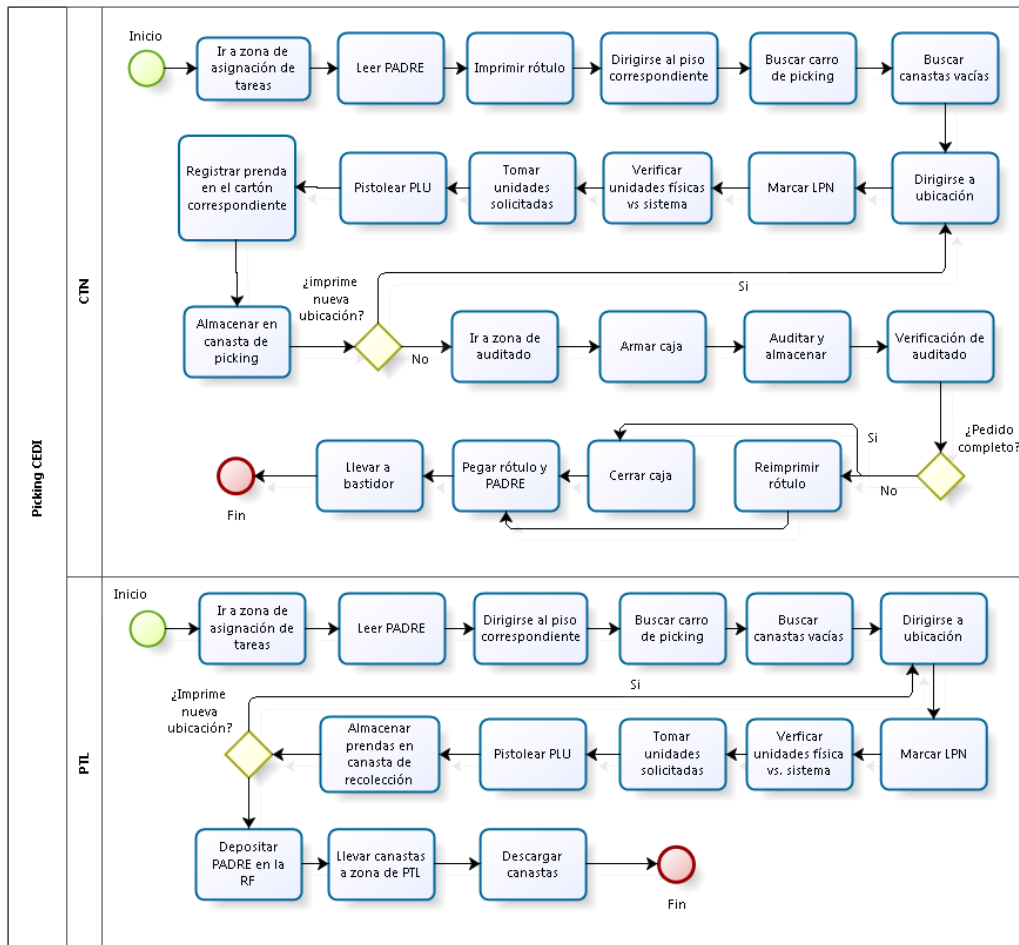 Picking CEDI
CTN
Inicio
Ir a zona de
asignación de
tareas
Leer PADRE
Imprimir rótulo
Dirigirse al piso
correspondiente
Buscar carro
de picking
Buscar
canastas vacías
Registrar prenda
en el cartón
correspondiente
Pistolear PLU
Tomar
unidades
solicitadas
Verificar
unidades físicas
vs sistema
Marcar LPN
Dirigirse a
ubicación
¿imprime
nueva
ubicación?
Si
Almacenar en
canasta de
picking
No
Ir a zona de
auditado
Armar caja
Auditar y
almacenar
Verificación de
auditado
¿Pedido
completo?
Si
No
Fin
Llevar a
bastidor
Pegar rótulo y
PADRE
Cerrar caja
Reimprimir
rótulo
PTL
Inicio
Ir a zona de
asignación de
tareas
Leer PADRE
Dirigirse al piso
correspondiente
Buscar carro
de picking
Buscar
canastas vacías
Dirigirse a
ubicación
¿Imprime
nueva
ubicación?
Si
Almacenar
prendas en
canasta de
recolección
Pistolear PLU
Tomar
unidades
solicitadas
Verficar
unidades física
vs. sistema
Marcar LPN
Depositar
PADRE en la
RF
Llevar canastas
a zona de PTL
Descargar
canastas
Fin